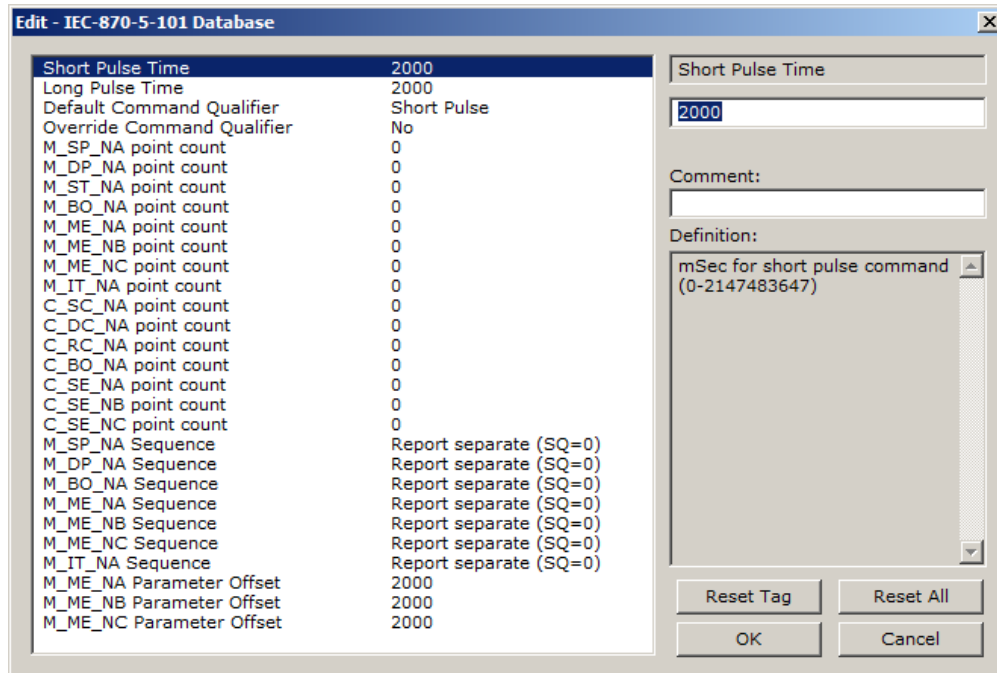 Edit - IEC-870-5-101 Database
Short Pulse Time 2000
Long Pulse Time 2000
Default Command Qualifier Short Pulse
Override Command Qualifier No
M_SP_NA point count 0
M_DP_NA point count 0
M_ST_NA point count 0
M_BO_NA point count 0
M_ME_NA point count 0
M_ME_NB point count 0
M_ME_NC point count 0
M_IT_NA point count 0
C_SC_NA point count 0
C_DC_NA point count 0
C_RC_NA point count 0
C_BO_NA point count 0
C_SE_NA point count 0
C_SE_NB point count 0
C_SE_NC point count 0
M_SP_NA Sequence Report separate (SQ=0)
M_DP_NA Sequence Report separate (SQ=0)
M_BO_NA Sequence Report separate (SQ=0)
M_ME_NA Sequence Report separate (SQ=0)
M_ME_NB Sequence Report separate (SQ=0)
M_ME_NC Sequence Report separate (SQ=0)
M_IT_NA Sequence Report separate (SQ=0)
M_ME_NA Parameter Offset 2000
M_ME_NB Parameter Offset 2000
M_ME_NC Parameter Offset 2000
Short Pulse Time
2000
Comment:
Definition:
mSec for short pulse command
(0-2147483647)
Reset Tag Reset All
OK Cancel